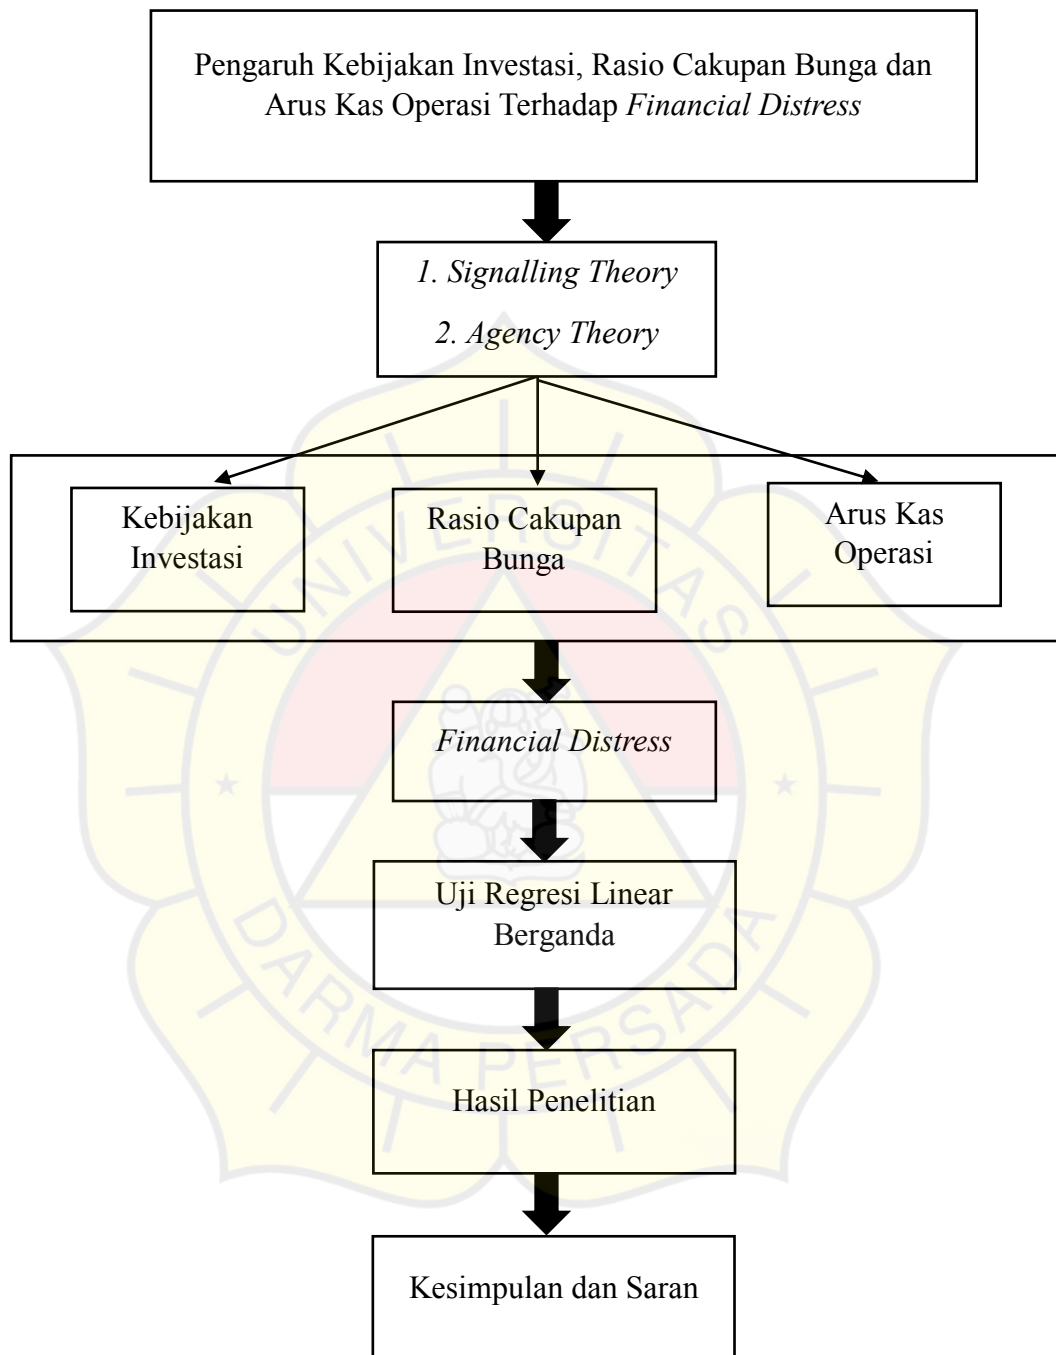 Pengaruh Kebijakan Investasi, Rasio Cakupan Bunga dan
Arus Kas Operasi Terhadap Financial Distress
1. Signalling Theory
2. Agency Theory
Kebijakan
Investasi
Rasio Cakupan
Bunga
Arus Kas
Operasi
Financial Distress
Uji Regresi Linear
Berganda
Hasil Penelitian
Kesimpulan dan Saran
UNIVERSITAS
DARMA PERSADA